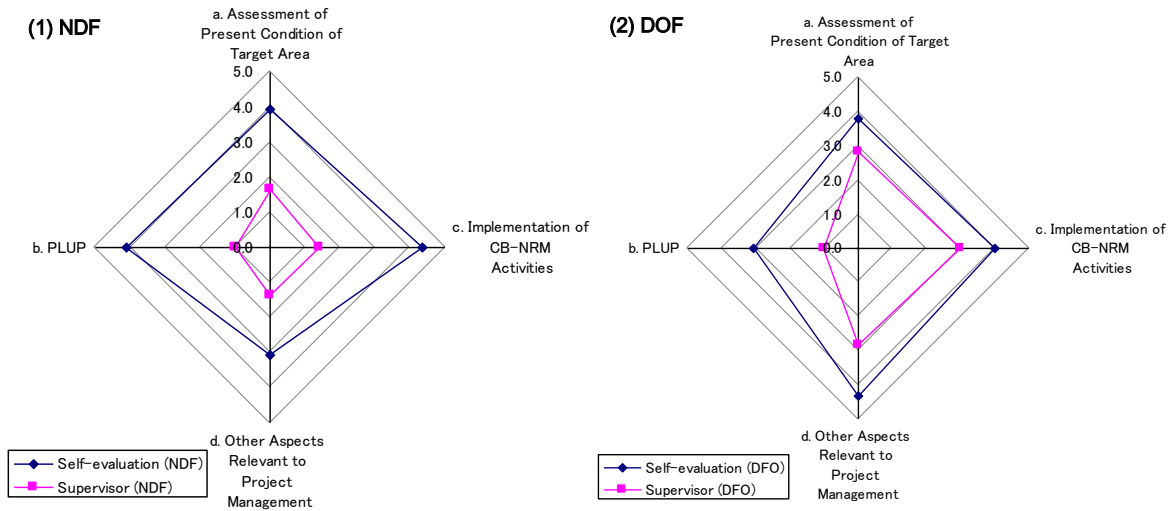 (1) NDF
a. Assessment of
Present Condition of
Target Area
5.0
4.0
3.0
2.0
1.0
0.0
b. PLUP
c. Implementation of
CB-NRM
Activities
d. Other Aspects
Relevant to
Project
Management
Self-evaluation (NDF)
Supervisor (NDF)
(2) DOF
a. Assessment of
Present Condition of Target
Area
5.0
4.0
3.0
2.0
1.0
0.0
b. PLUP
c. Implementation of
CB-NRM
Activities
d. Other Aspects
Relevant to
Project
Management
Self-evaluation (DFO)
Supervisor (DFO)